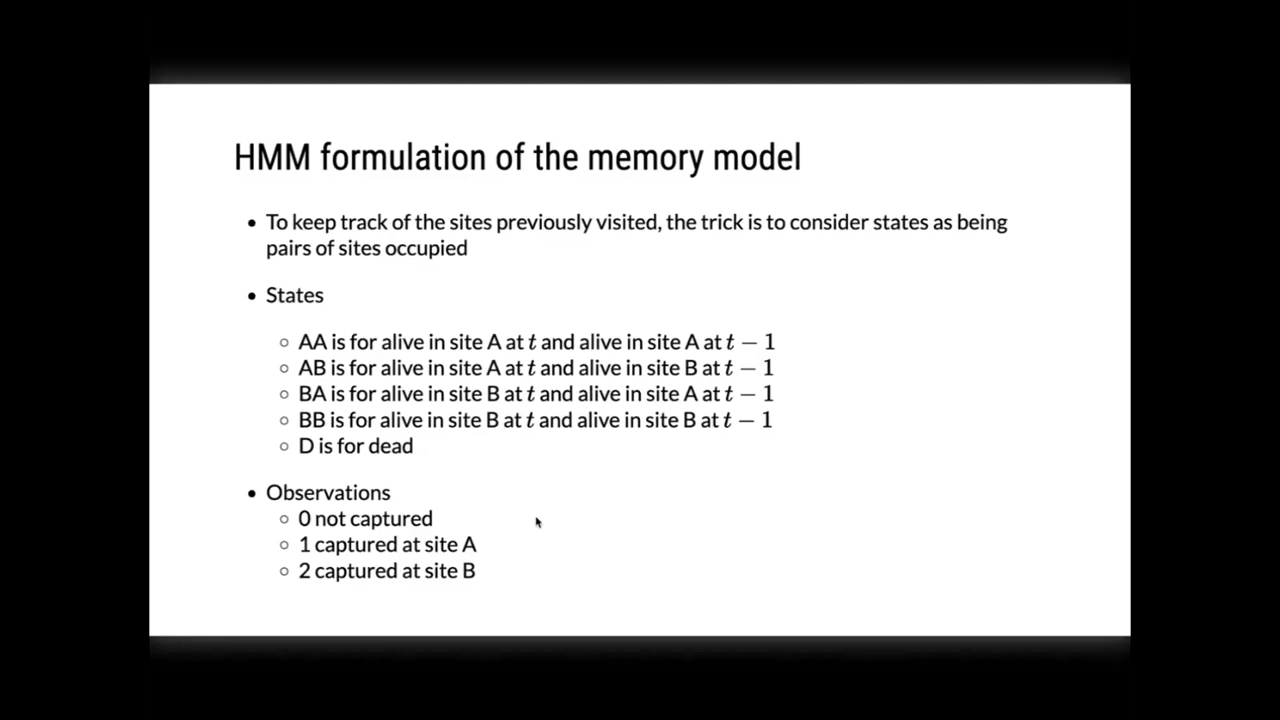 HMM formulation of the memory model
• To keep track of the sites previously visited, the trick is to consider states as being
pairs of sites occupied
• States
◦ AA is for alive in site A at t and alive in site A at t − 1
◦ AB is for alive in site A at t and alive in site B at t − 1
◦ BA is for alive in site B at t and alive in site A at t − 1
◦ BB is for alive in site B at t and alive in site B at t − 1
◦ D is for dead
• Observations
◦ 0 not captured
◦ 1 captured at site A
◦ 2 captured at site B